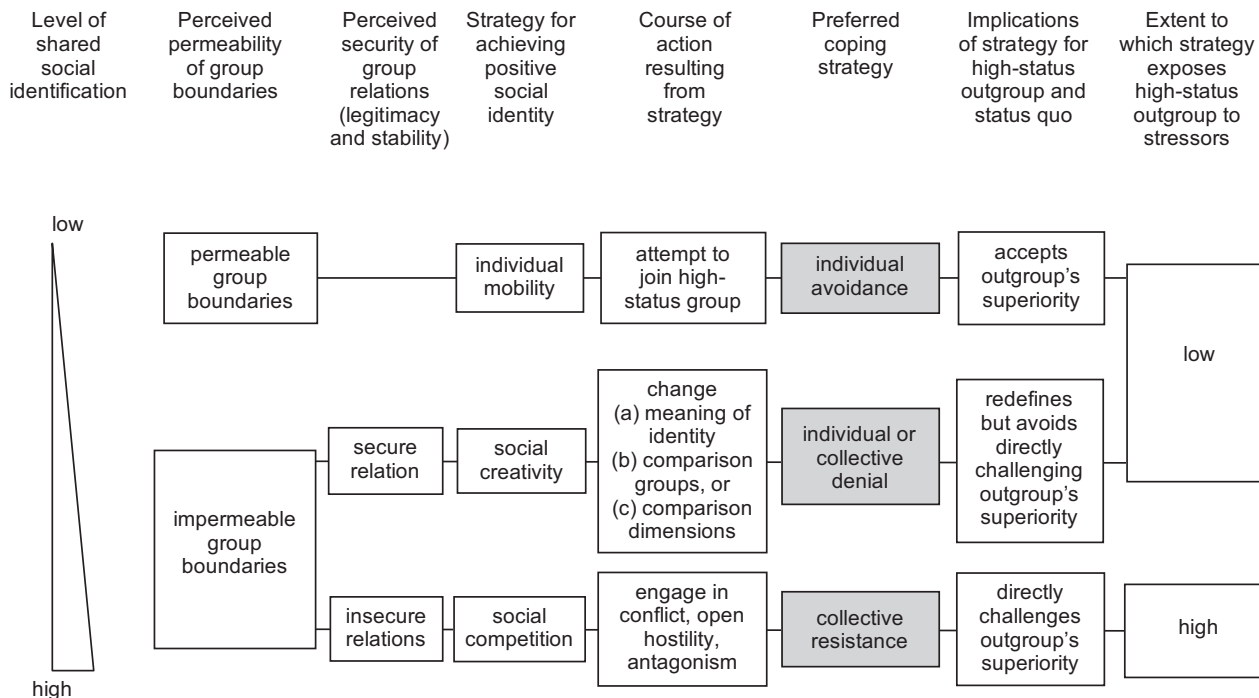 Level of
shared
social
identification
Perceived
permeability
of group
boundaries
Perceived
security of
group
relations
(legitimacy
and stability)
Strategy for
achieving
positive
social
identity
Course of
action
resulting
from
strategy
Preferred
coping
strategy
Implications
of strategy for
high-status
outgroup and
status quo
Extent to
which strategy
exposes
high-status
outgroup to
stressors
low
permeable
group
boundaries
individual
mobility
attempt to
join high-
status group
individual
avoidance
accepts
outgroup's
superiority
low
impermeable
group
boundaries
secure
relation
social
creativity
change
(a) meaning of
identity
(b) comparison
groups, or
(c) comparison
dimensions
individual or
collective
denial
redefines
but avoids
directly
challenging
outgroup's
superiority
insecure
relations
social
competition
engage in
conflict, open
hostility,
antagonism
collective
resistance
directly
challenges
outgroup's
superiority
high
high